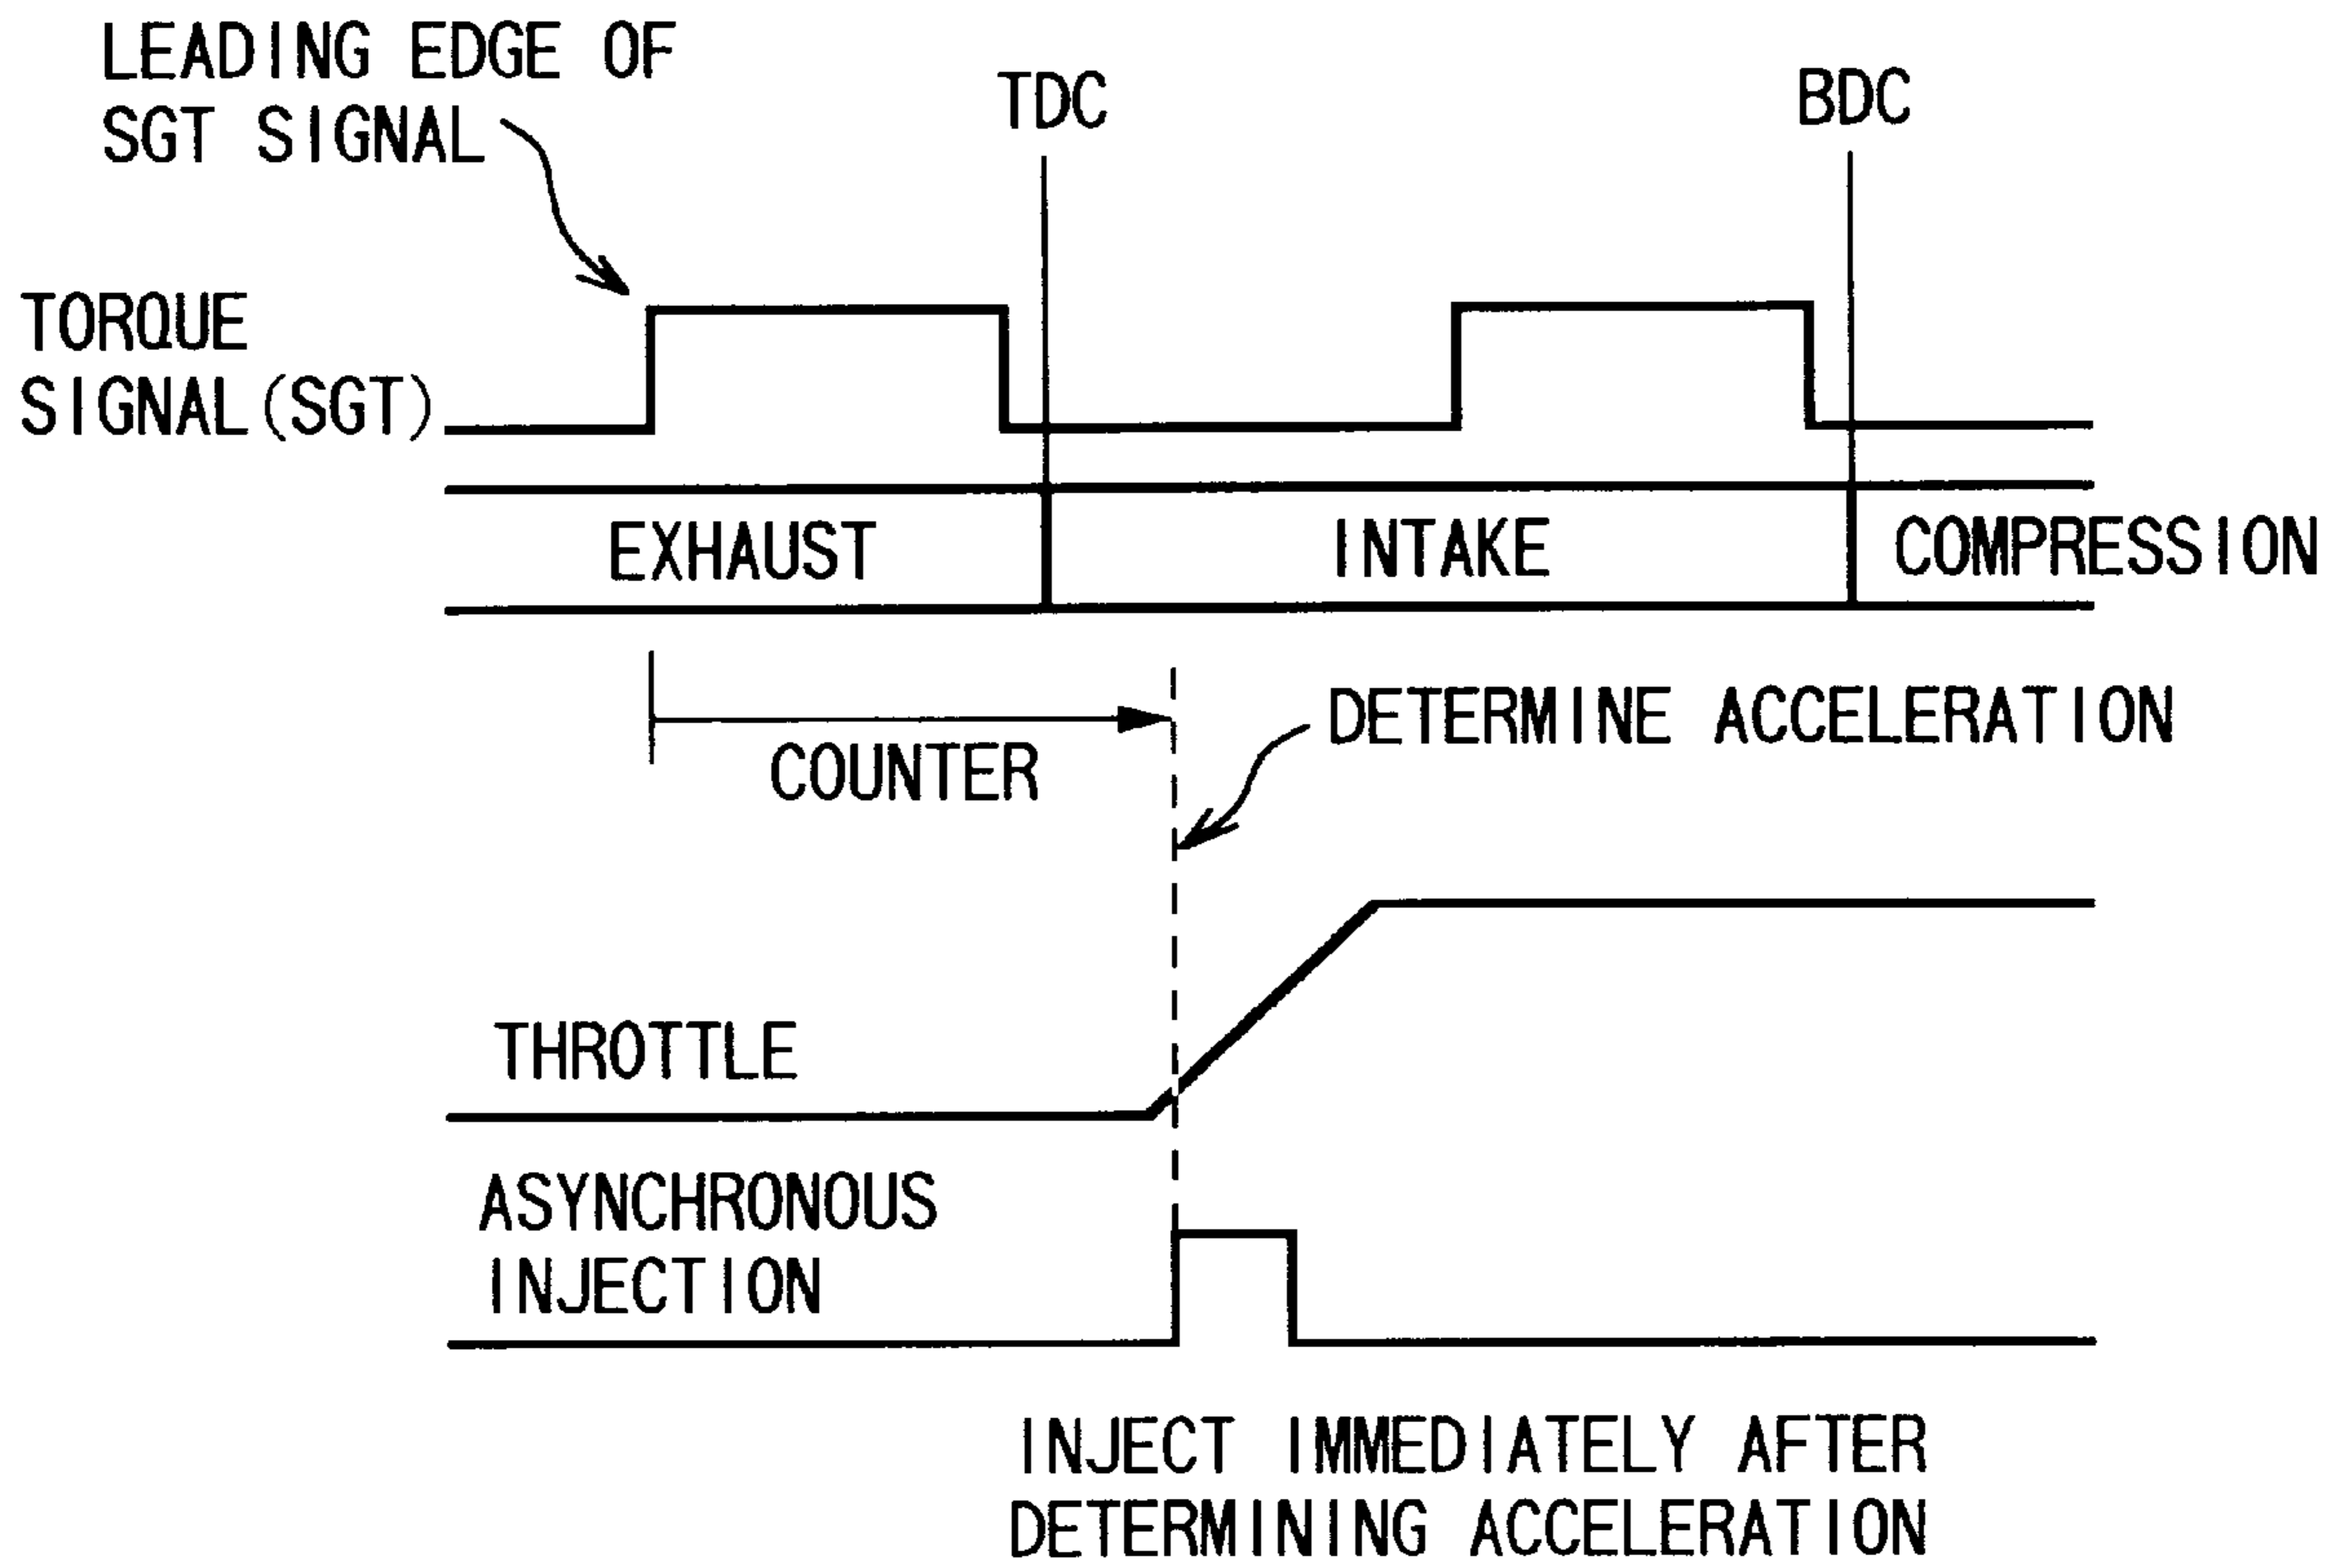 LEADING EDGE OF
SGT SIGNAL
TDC
BDC
TORQUE
SIGNAL(SGT)
EXHAUST
INTAKE
COMPRESSION
COUNTER
DETERMINE ACCELERATION
THROTTLE
ASYNCHRONOUS
INJECTION
INJECT IMMEDIATELY AFTER
DETERMINING ACCELERATION